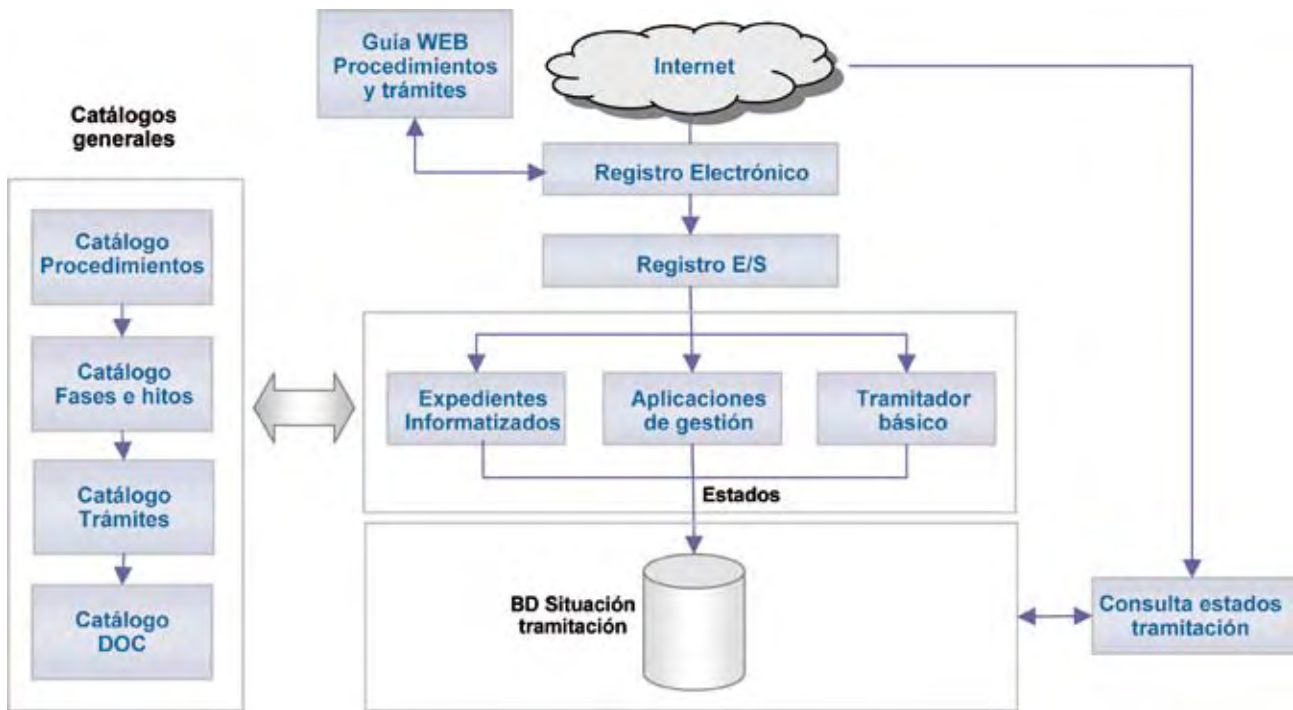 Guía WEB
Procedimientos
y trámites
Internet
Catálogos
generales
Registro Electrónico
Catálogo
Procedimientos
Registro E/S
Catálogo
Fases e hitos
Expedientes
Informatizados
Aplicaciones
de gestión
Tramitador
básico
Catálogo
Trámites
Estados
Catálogo
DOC
BD Situación
tramitación
Consulta estados
tramitación